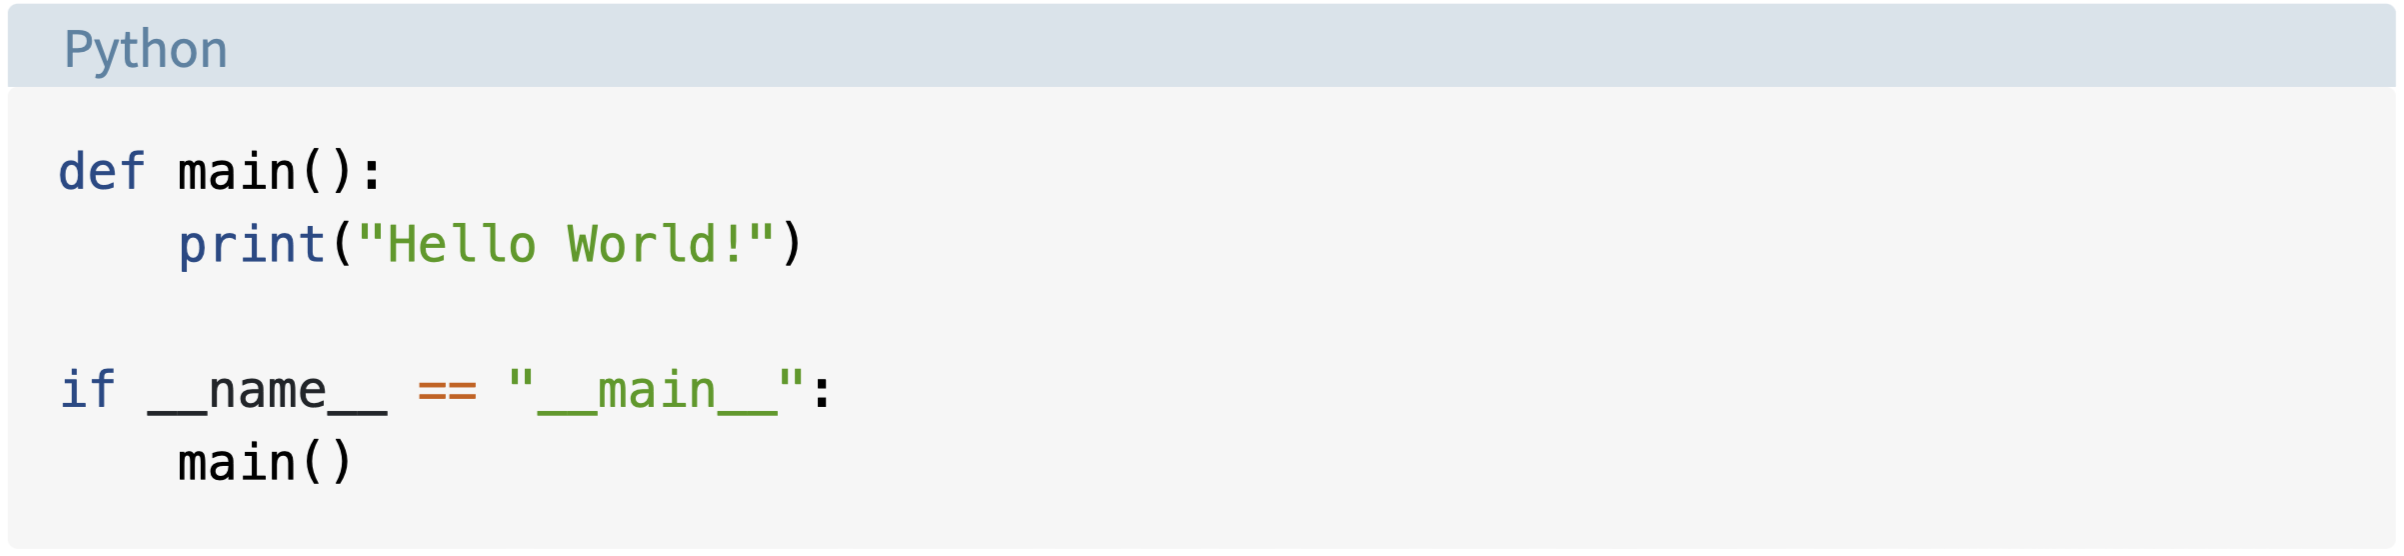 Python
def main():
    print("Hello World!")
if __name__ == "__main__":
    main()